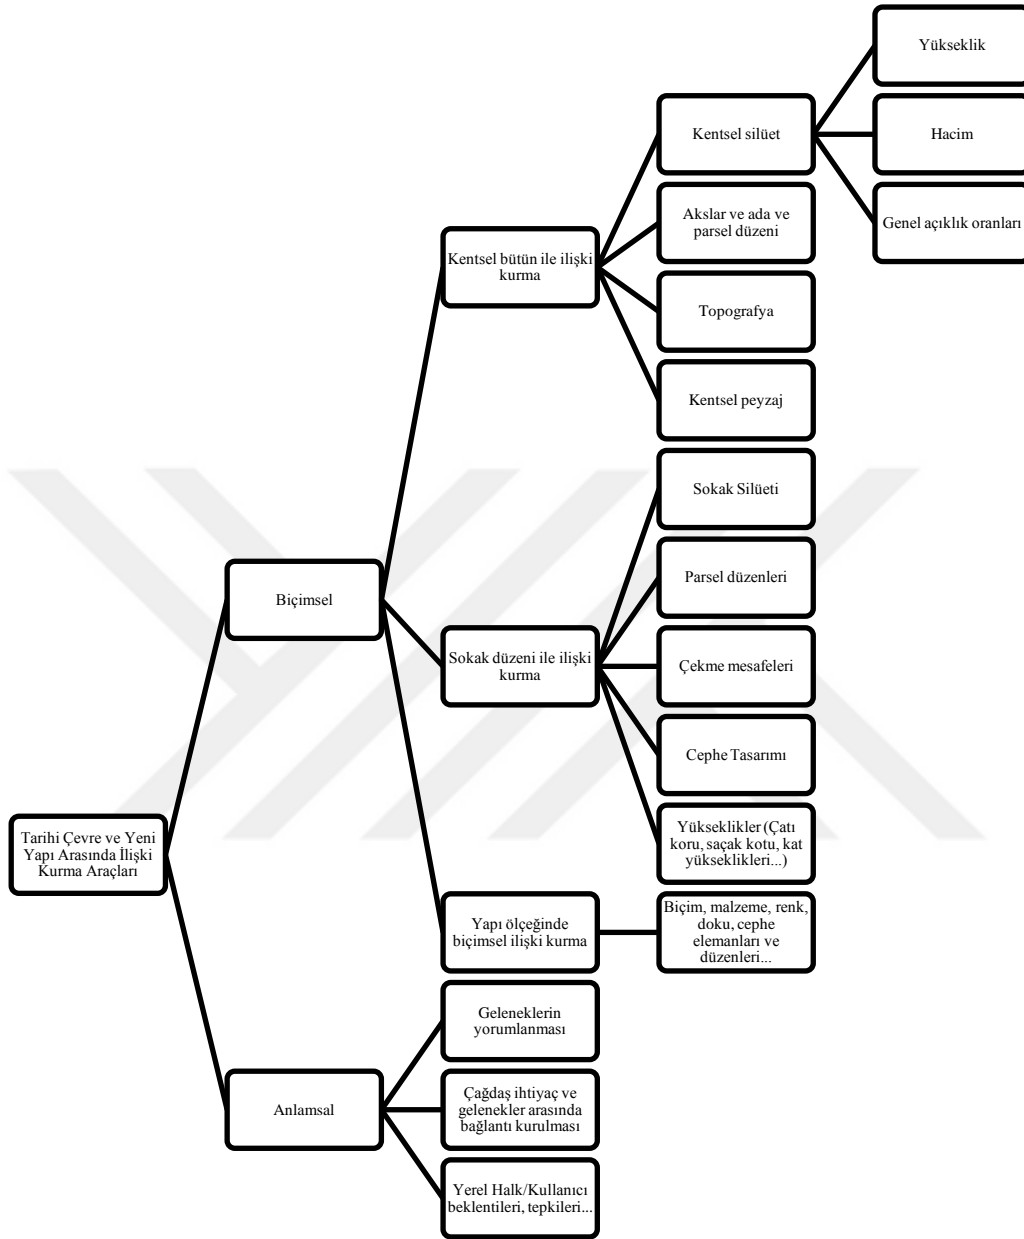 Tarihi Çevre ve Yeni
Yapı Arasında İlişki
Kurma Araçları
Biçimsel
Kentsel bütün ile ilişki
kurma
Kentsel silüet
Yükseklik
Hacim
Genel açıklık oranları
Akslar ve ada ve
parsel düzeni
Topografya
Kentsel peyzaj
Sokak düzeni ile ilişki
kurma
Sokak Silüeti
Parsel düzenleri
Çekme mesafeleri
Cephe Tasarımı
Yükseklikler (Çatı
koru, saçak kotu, kat
yükseklikleri...)
Yapı ölçeğinde
biçimsel ilişki kurma
Biçim, malzeme, renk,
doku, cephe
elemanları ve
düzenleri...
Anlamsal
Geleneklerin
yorumlanması
Çağdaş ihtiyaç ve
gelenekler arasında
bağlantı kurulması
Yerel Halk/Kullanıcı
beklentileri, tepkileri...